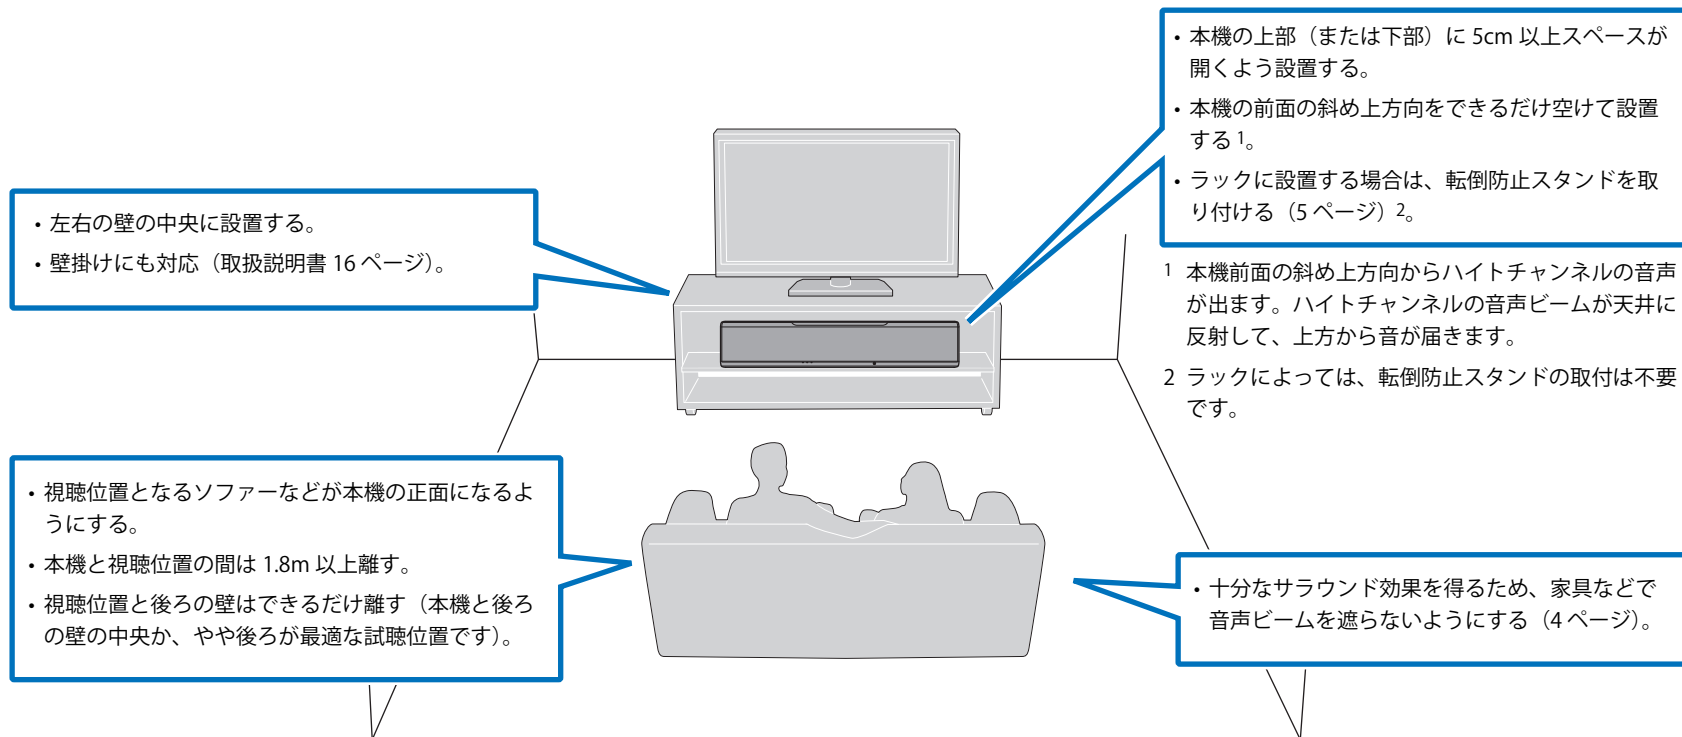 ・本機の上部（または下部）に 5cm 以上スペースが
開くよう設置する。
・本機の前面の斜め上方向をできるだけ空けて設置
する 1。
・ラックに設置する場合は、転倒防止スタンドを取
り付ける（5 ページ）2。
・左右の壁の中央に設置する。
・壁掛けにも対応（取扱説明書 16 ページ）。
1 本機前面の斜め上方向からハイトチャンネルの音声
が出ます。ハイトチャンネルの音声ビームが天井に
反射して、上方から音が届きます。
2 ラックによっては、転倒防止スタンドの取付は不要
です。
・視聴位置となるソファーなどが本機の正面になるよ
うにする。
・本機と視聴位置の間は 1.8m 以上離す。
・視聴位置と後ろの壁はできるだけ離す（本機と後ろ
の壁の中央か、やや後ろが最適な試聴位置です）。
・十分なサラウンド効果を得るため、家具などで
音声ビームを遮らないようにする（4 ページ）。